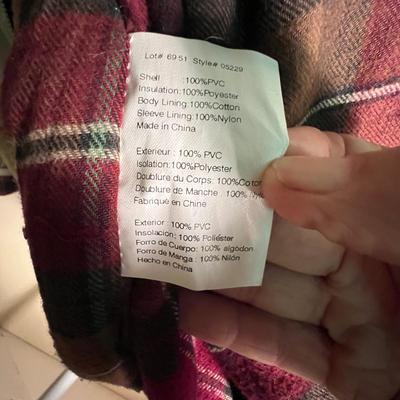 Lot# 6951 Style# 05229
Shell :100%PVC
Insulation:100%Polyester
Body Lining:100%Cotton
Sleeve Lining:100%Nylon
Made in China
Exterieur : 100% PVC
Isolation:100%Polyester
Doublure du Corps: 100%Coton
Doublure de Manche : 100% Nylon
Fabriqué en Chine
Exterior : 100% PVC
Insolacion: 100% Poliéster
Forro de Cuerpo: 100% algodón
Forro de Manga : 100% Nilón
Hecho en China